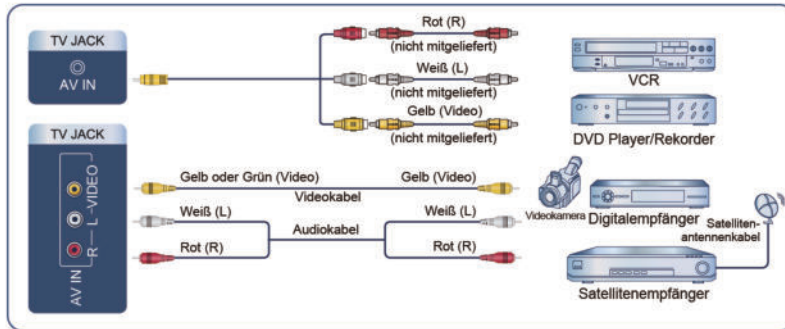 TV JACK
AV IN
Rot (R)
(nicht mitgeliefert)
Weiß (L)
(nicht mitgeliefert)
Gelb (Video)
(nicht mitgeliefert)
VCR
DVD Player/Rekorder
TV JACK
AV IN
R — L -VIDEO
Gelb oder Grün (Video)
Gelb (Video)
Videokabel
Weiß (L)
Weiß (L)
Audiokabel
Rot (R)
Rot (R)
Videokamera
Digitalempfänger
Satelliten-
antennenkabel
Satellitenempfänger